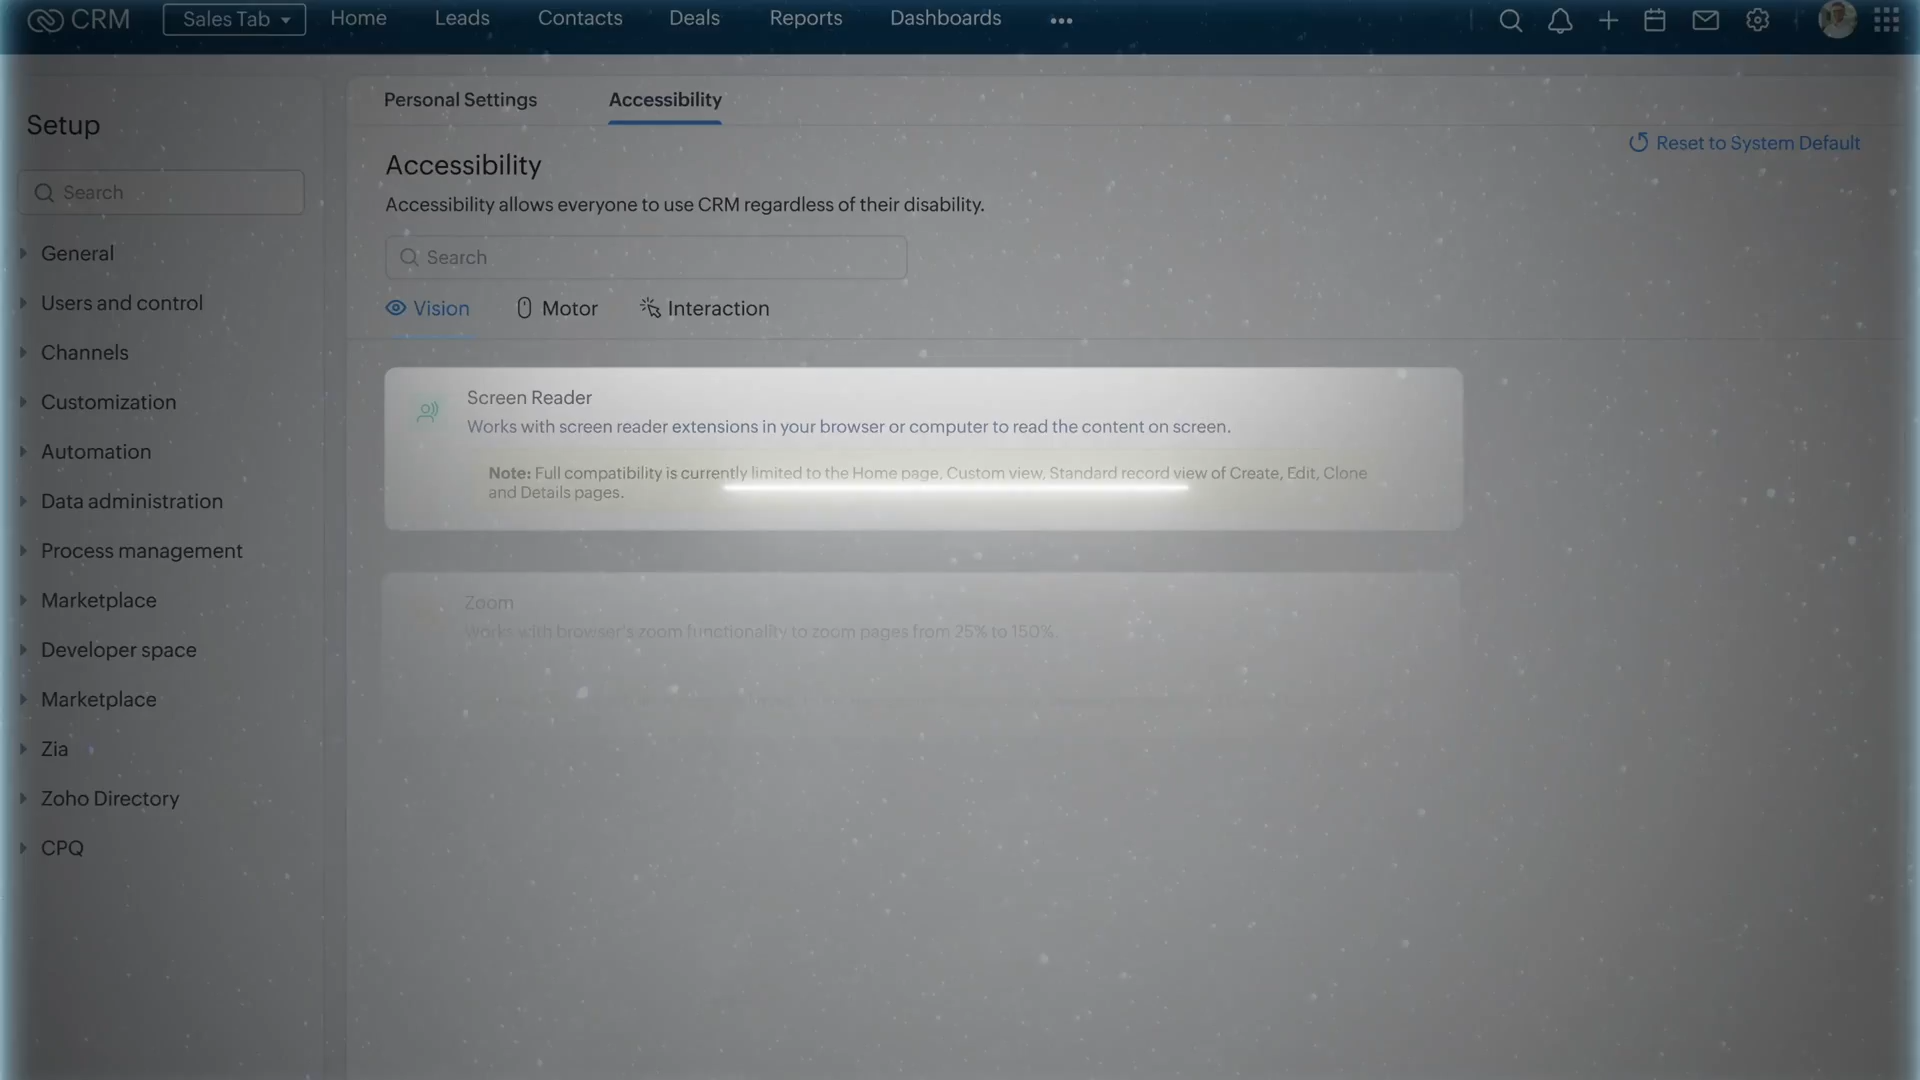 CRM
Sales Tab
Home
Leads
Contacts
Deals
Reports
Dashboards
Setup
Search
General
Users and control
Channels
Customization
Automation
Data administration
Process management
Marketplace
Developer space
Marketplace
Zia
Zoho Directory
CPQ
Personal Settings
Accessibility
Reset to System Default
Accessibility
Accessibility allows everyone to use CRM regardless of their disability.
Search
Vision
Motor
Interaction
Screen Reader
Works with screen reader extensions in your browser or computer to read the content on screen.
Note: Full compatibility is currently limited to the Home page, Custom view, Standard record view of Create, Edit, Clone
and Details pages.
Zoom
Works with browser's zoom functionality to zoom pages from 25% to 150%.